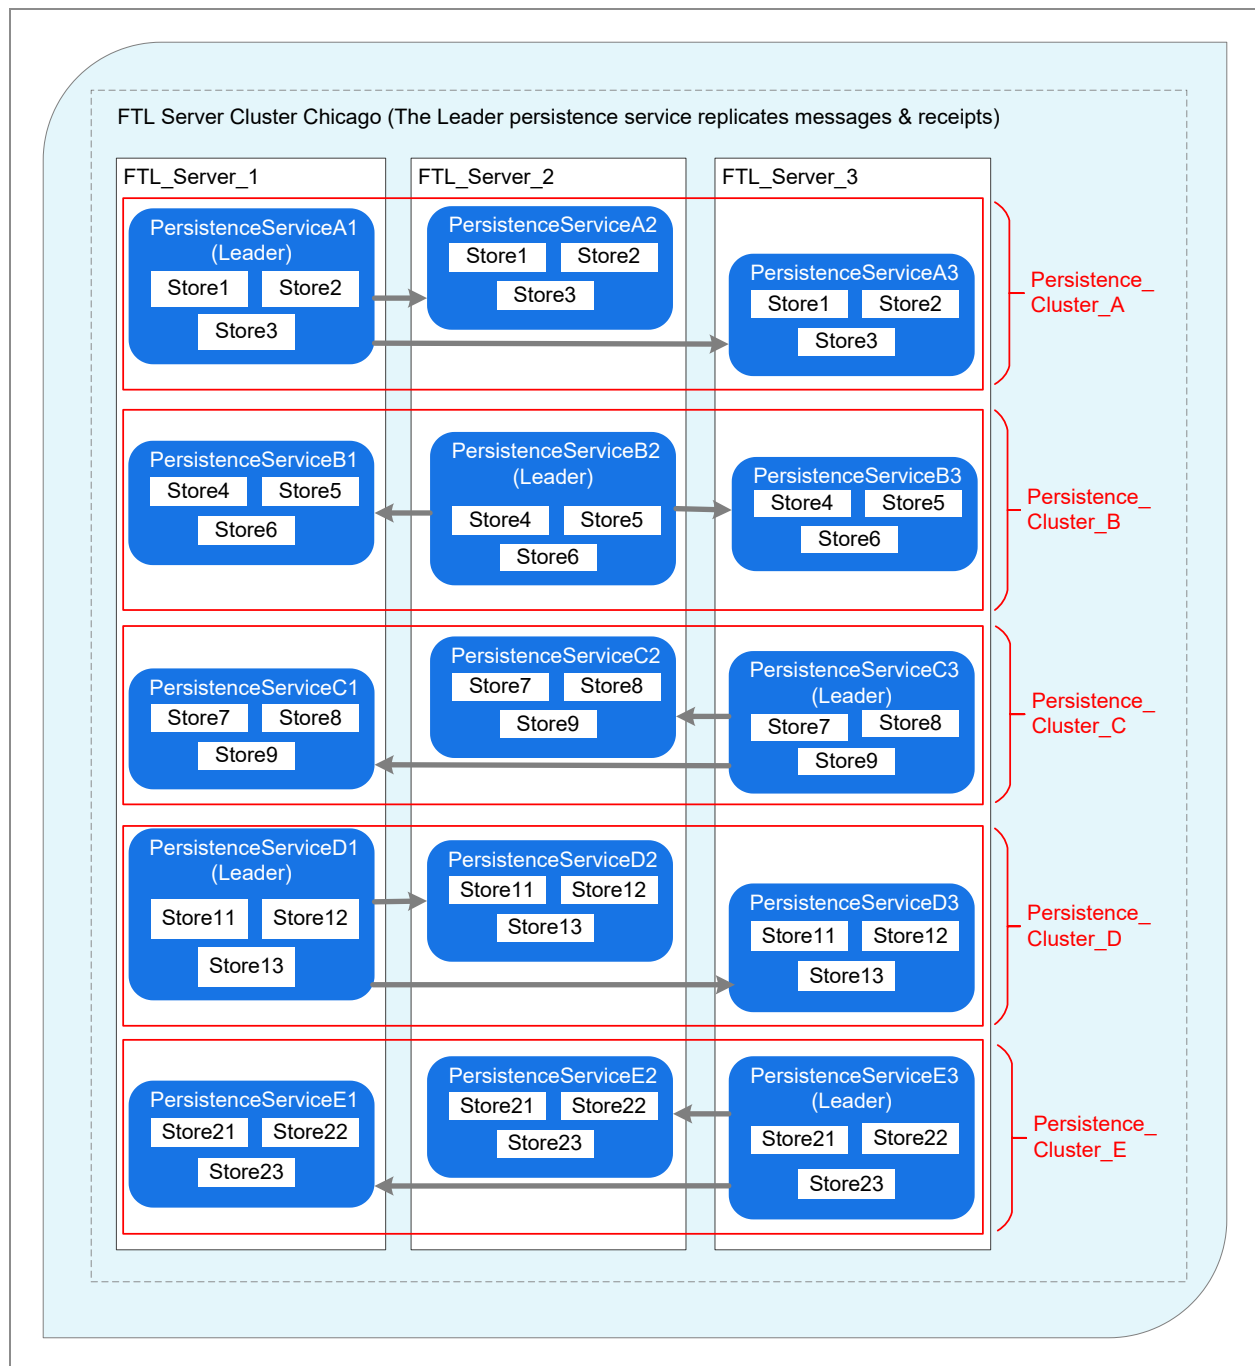 FTL Server Cluster Chicago (The Leader persistence service replicates messages & receipts)
FTL_Server_1
FTL_Server_2
FTL_Server_3
PersistenceServiceA1
(Leader)
Store1
Store2
Store3
PersistenceServiceA2
Store1
Store2
Store3
PersistenceServiceA3
Store1
Store2
Store3
Persistence_
Cluster_A
PersistenceServiceB1
Store4
Store5
Store6
PersistenceServiceB2
(Leader)
Store4
Store5
Store6
PersistenceServiceB3
Store4
Store5
Store6
Persistence_
Cluster_B
PersistenceServiceC1
Store7
Store8
Store9
PersistenceServiceC2
Store7
Store8
Store9
PersistenceServiceC3
(Leader)
Store7
Store8
Store9
Persistence_
Cluster_C
PersistenceServiceD1
(Leader)
Store11
Store12
Store13
PersistenceServiceD2
Store11
Store12
Store13
PersistenceServiceD3
Store11
Store12
Store13
Persistence_
Cluster_D
PersistenceServiceE1
Store21
Store22
Store23
PersistenceServiceE2
Store21
Store22
Store23
PersistenceServiceE3
(Leader)
Store21
Store22
Store23
Persistence_
Cluster_E